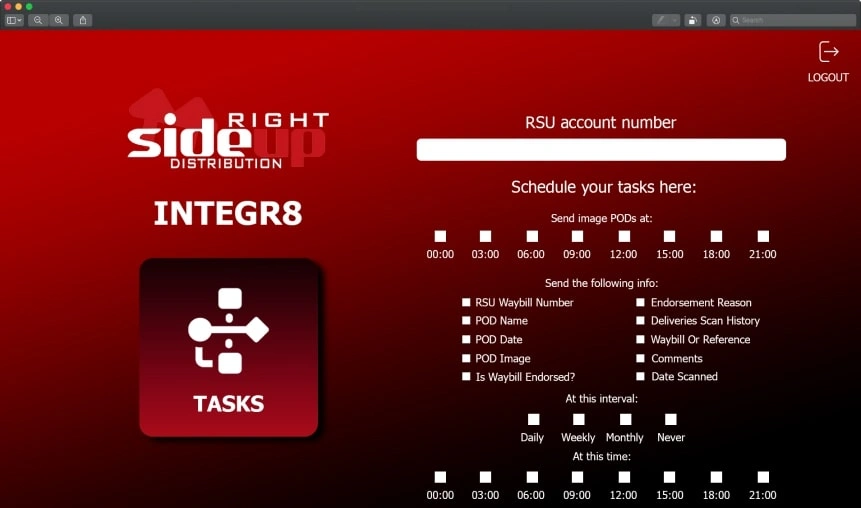 Search
LOGOUT
RIGHT
sideup
DISTRIBUTION
INTEGR8
TASKS
RSU account number
Schedule your tasks here:
Send image PODs at:
00:00 03:00 06:00 09:00 12:00 15:00 18:00 21:00
Send the following info:
RSU Waybill Number Endorsement Reason
POD Name Deliveries Scan History
POD Date Waybill Or Reference
POD Image Comments
Is Waybill Endorsed? Date Scanned
At this interval:
Daily Weekly Monthly Never
At this time:
00:00 03:00 06:00 09:00 12:00 15:00 18:00 21:00